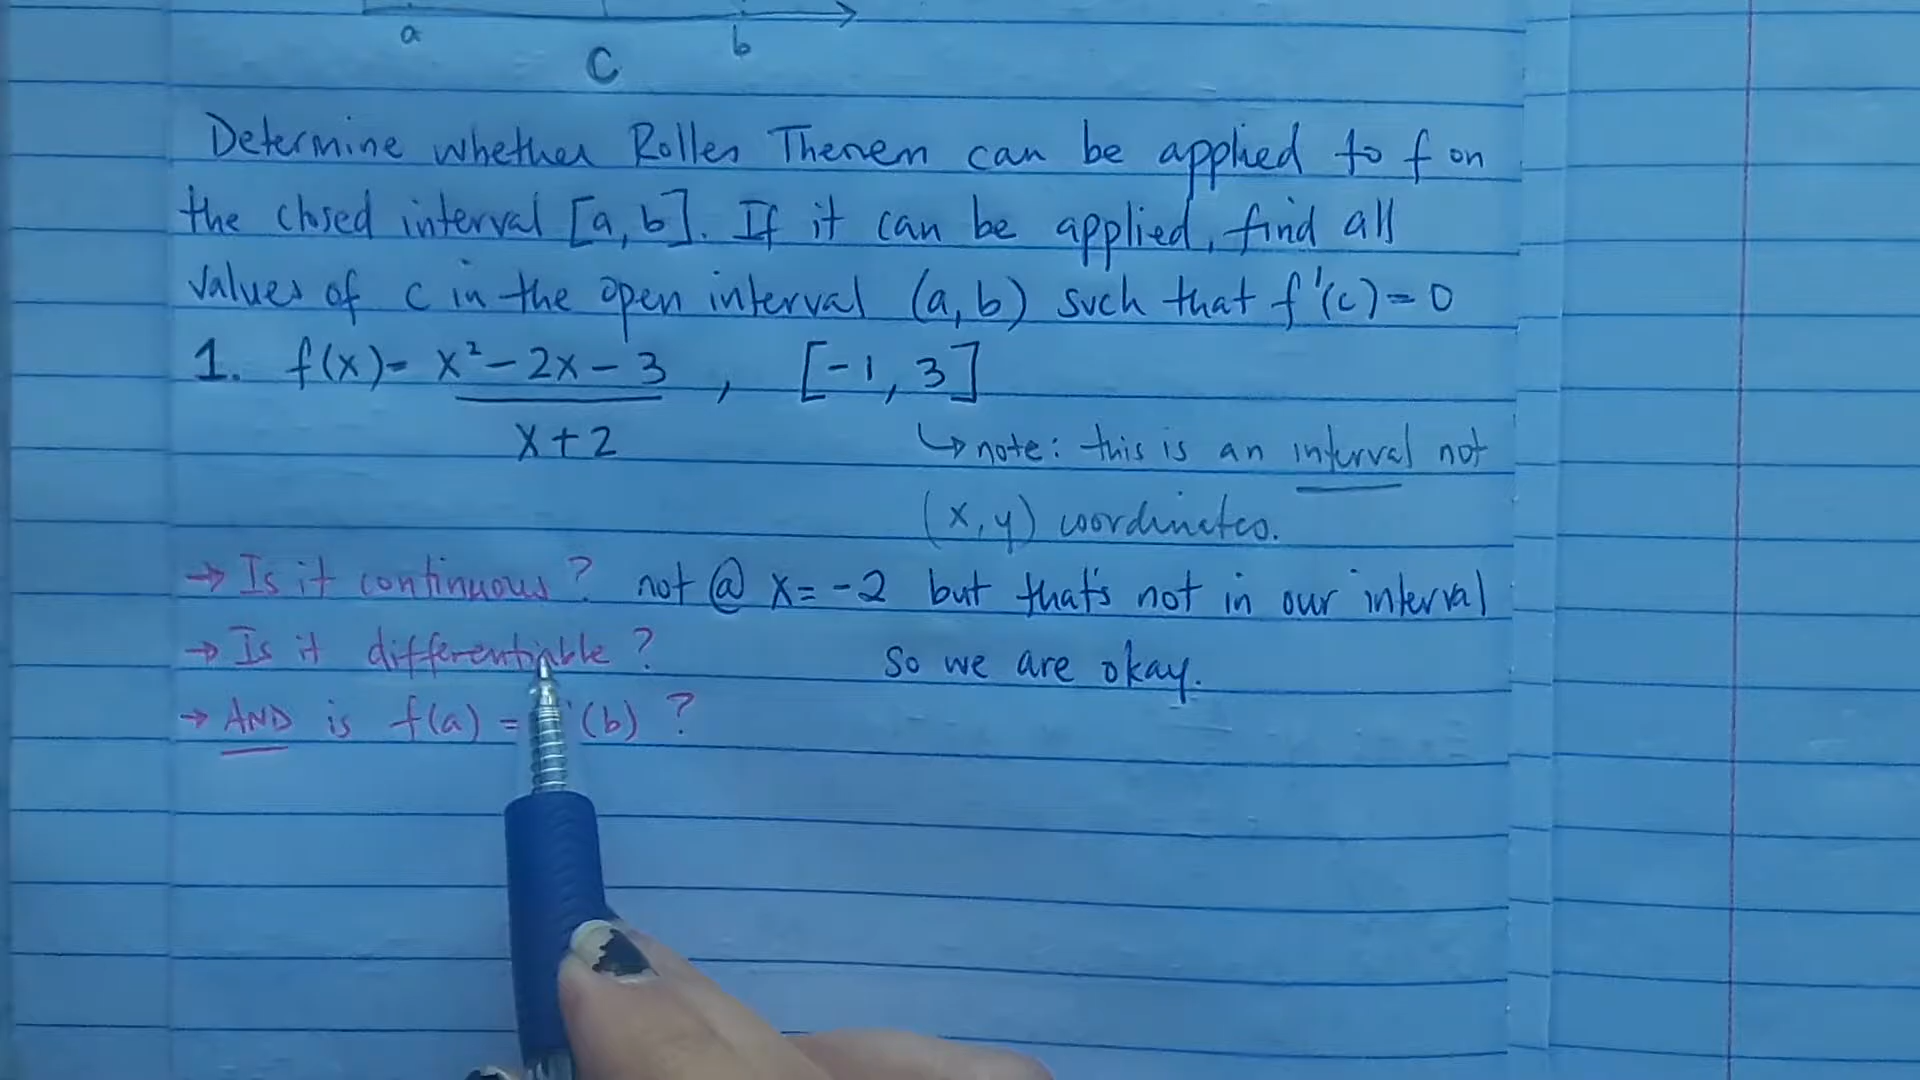 a b
C
Determine whether Rolles Therem can be applied to f on
the closed interval [a, b]. If it can be applied, find all
values of c in the open interval (a, b) such that f'(c) = 0
1. f(x) = x² - 2x - 3 , [-1, 3]
x + 2 ↳ note: this is an interval not
(x, y) coordinates.
→ Is it continuous? not @ x = -2 but that's not in our interval
→ Is it differentiable? so we are okay.
→ AND is f(a) = (b) ?